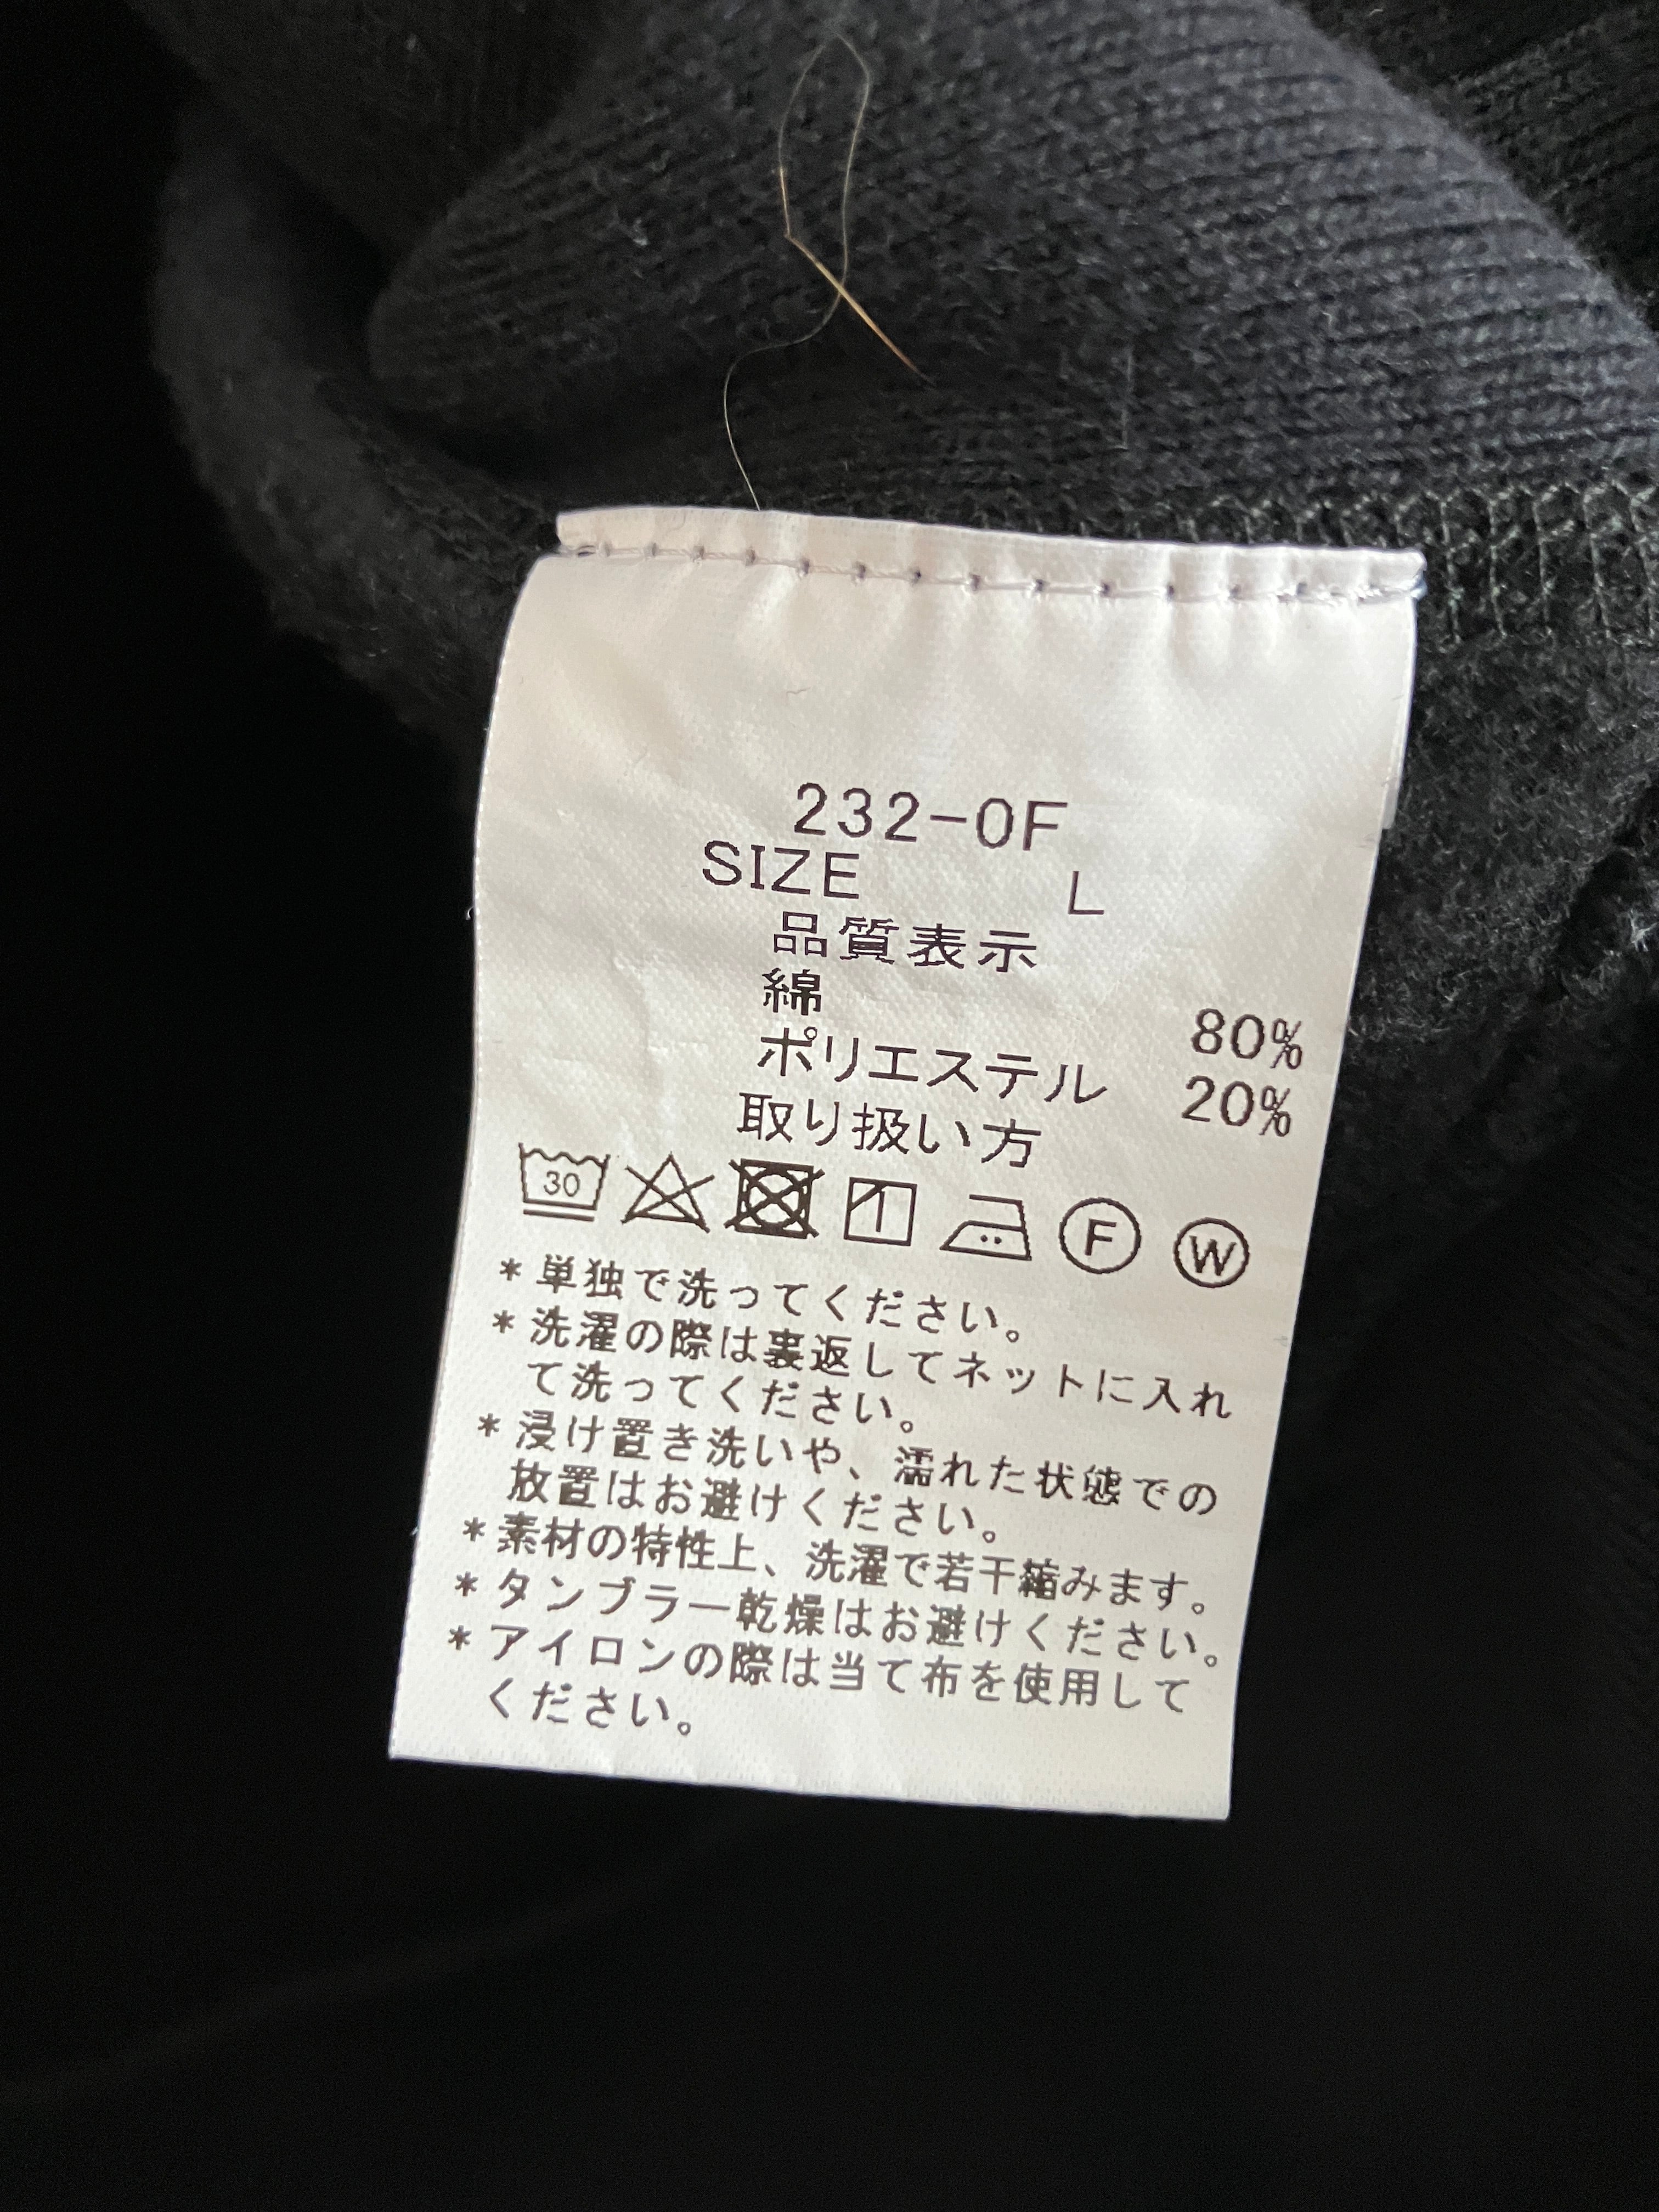 232-0F
SIZE L
品質表示
綿 80%
ポリエステル 20%
取り扱い方
30 F W
*単独で洗ってください。
*洗濯の際は裏返してネットに入れ
て洗ってください。
*浸け置き洗いや、濡れた状態での
放置はお避けください。
*素材の特性上、洗濯で若干縮みます。
*タンブラー乾燥はお避けください。
*アイロンの際は当て布を使用して
ください。